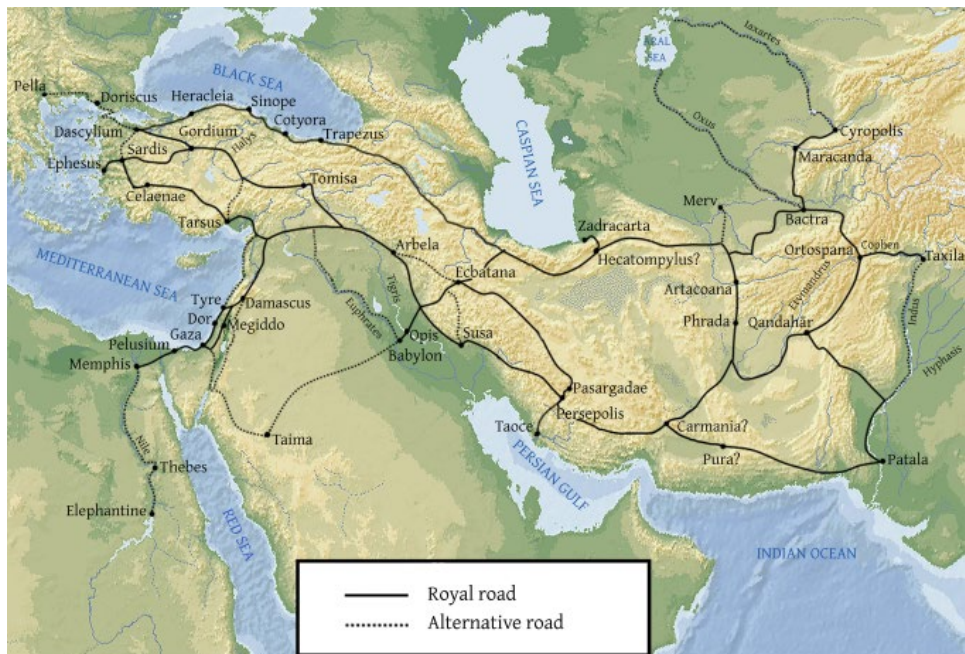 Iaxartes
ARAL
SEA
BLACK SEA
Pella
Doriscus
Heracleia
Sinope
Oxus
Cotyora
Dascylium
Gordium
Halys
Trapezus
CASPIAN SEA
Cyropolis
Sardis
Maracanda
Ephesus
Tomisa
Celaenae
Merv
Tarsus
Bactra
Zadracarta
Arbela
Ortospana
Cophen
Hecatompylus?
Taxila
MEDITERRANEAN SEA
Ecbatana
Artacoana
Etymandrus
Tigris
Indus
Tyre
Damascus
Euphrates
Dor
Megiddo
Phrada
Qandahār
Gaza
Opis
Susa
Pelusium
Babylon
Hyphasis
Memphis
Pasargadae
Persepolis
Taoce
Carmania?
Taima
Nile
Pura?
Patala
Thebes
PERSIAN GULF
Elephantine
RED SEA
INDIAN OCEAN
Royal road
Alternative road